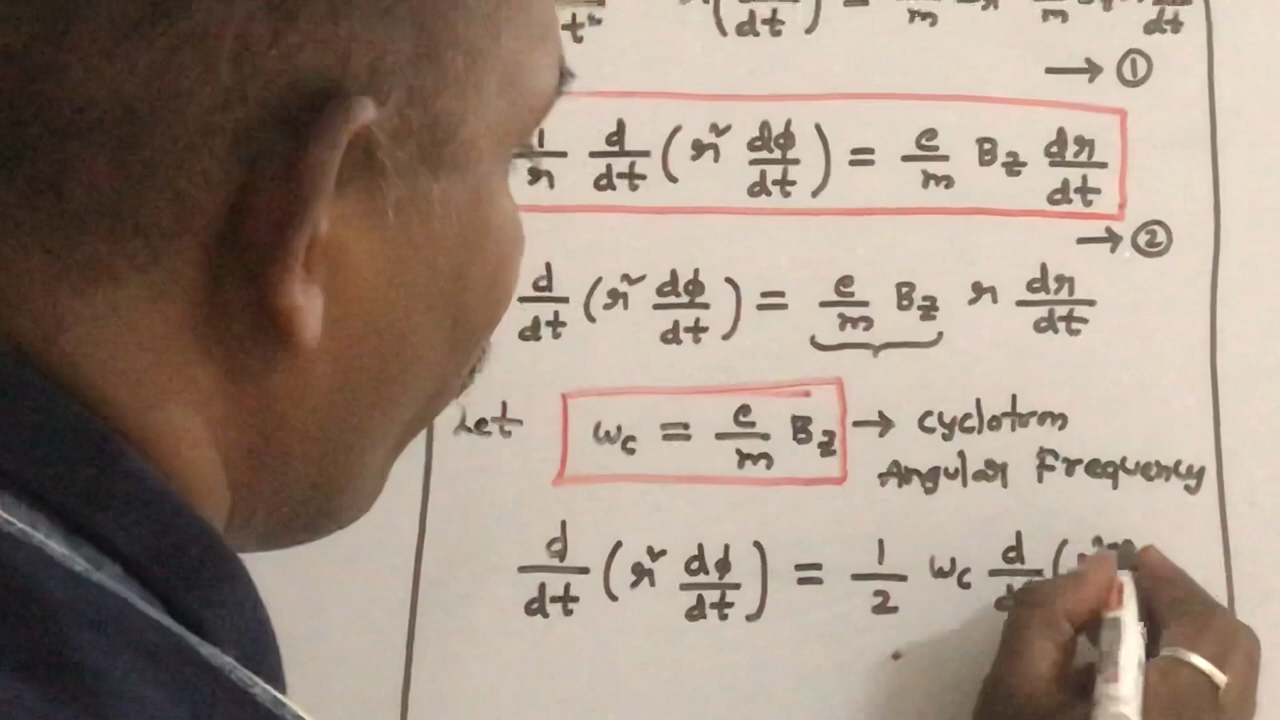 → ①
1/r d/dt (r² dϕ/dt) = e/m B_z dr/dt
→ ②
d/dt (r² dϕ/dt) = e/m B_z r dr/dt
Let ω_c = e/m B_z → cyclotron
Angular Frequency
d/dt (r² dϕ/dt) = 1/2 ω_c d/dt (